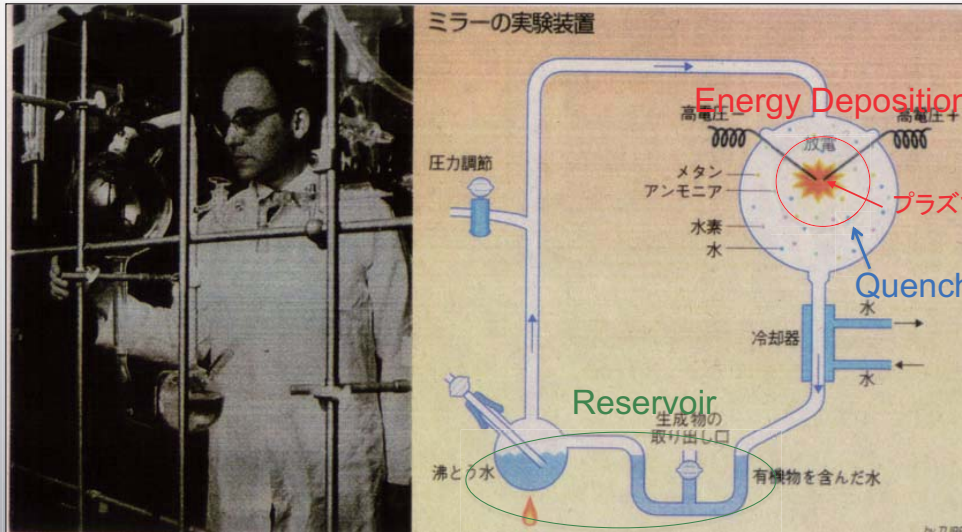 ミラーの実験装置
Energy Deposition
高電圧－
高電圧＋
放電
圧力調節
メタン
アンモニア
プラズ
水素
水
Quench
水
冷却器
水
Reservoir
生成物の
取り出し口
沸とう水
有機物を含んだ水